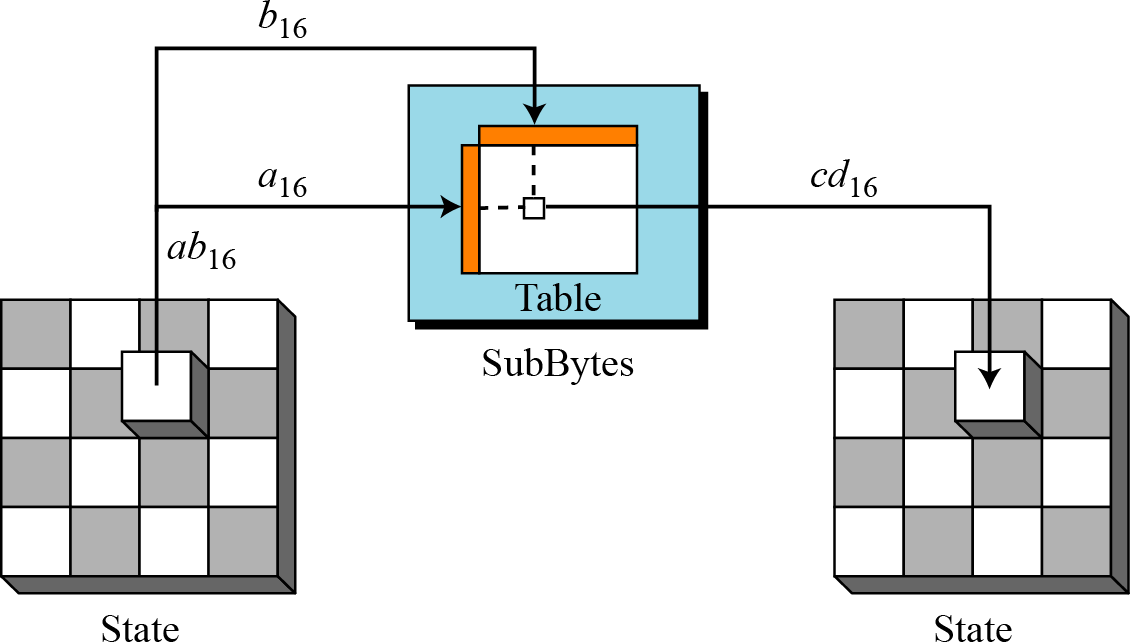 b16
a16
cd16
ab16
Table
SubBytes
State
State